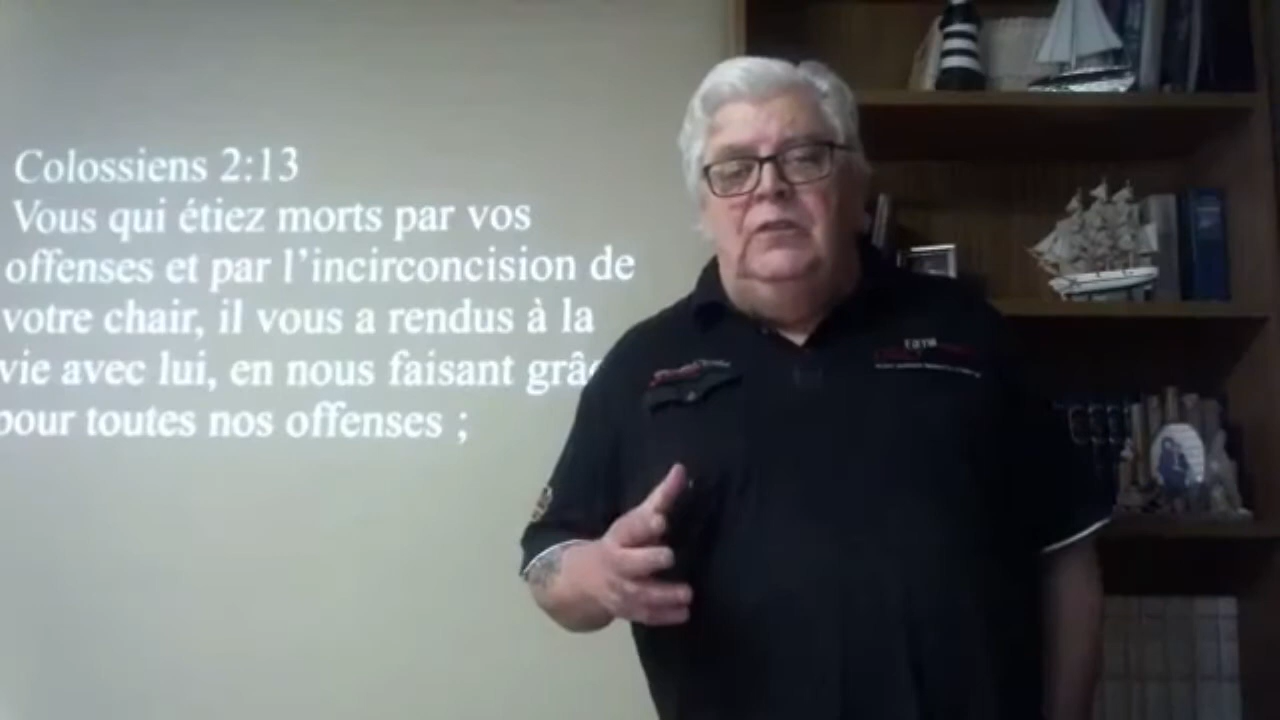 Colossiens 2:13
Vous qui étiez morts par vos
offenses et par l’incirconcision de
votre chair, il vous a rendus à la
vie avec lui, en nous faisant
pour toutes nos offenses ;